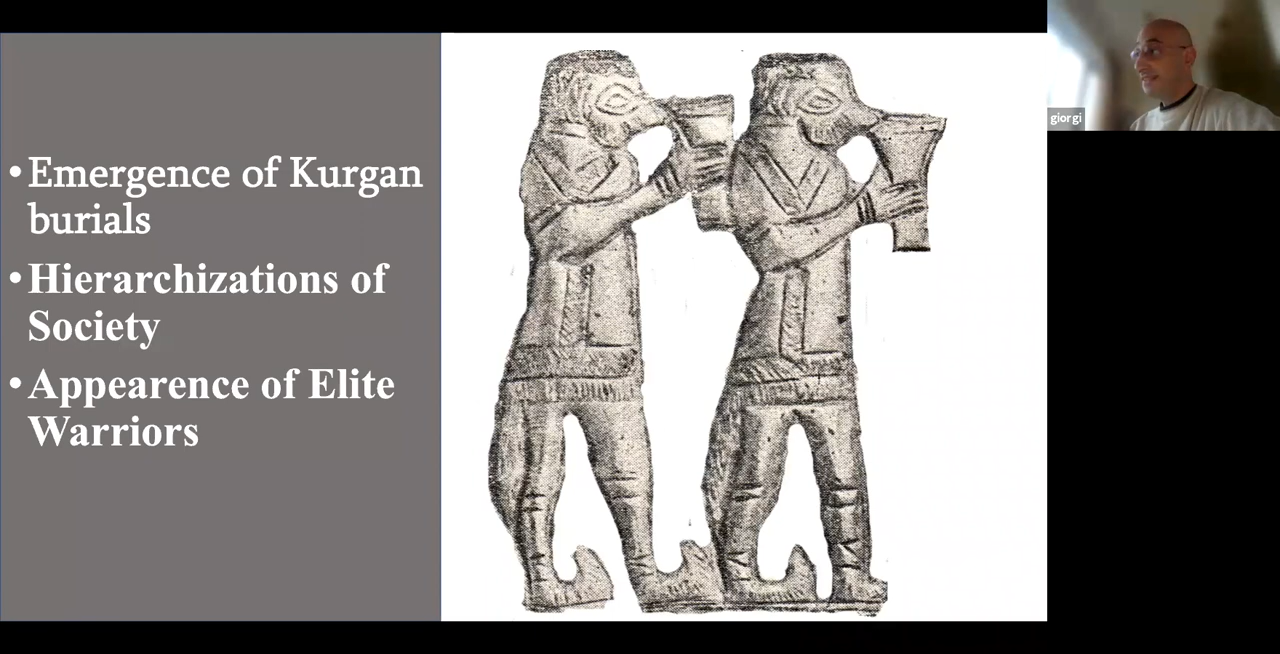 • Emergence of Kurgan
burials
• Hierarchizations of
Society
• Appearence of Elite
Warriors
giorgi